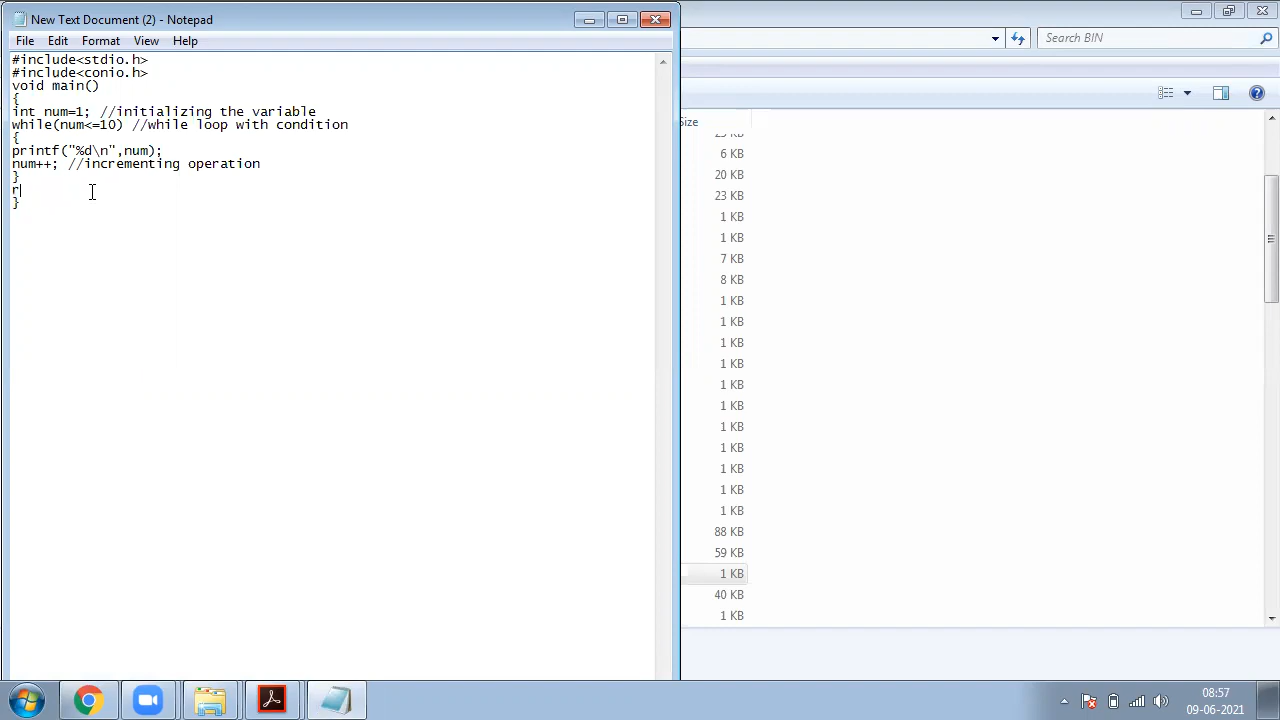 New Text Document (2) - Notepad
File Edit Format View Help
#include<stdio.h>
#include<conio.h>
void main()
{
int num=1; //initializing the variable
while(num<=10) //while loop with condition
{
printf("%d\n",num);
num++; //incrementing operation
}
r
}
Search BIN
Size
23 KB
6 KB
20 KB
23 KB
1 KB
1 KB
7 KB
8 KB
1 KB
1 KB
1 KB
1 KB
1 KB
1 KB
1 KB
1 KB
1 KB
1 KB
1 KB
88 KB
59 KB
1 KB
40 KB
1 KB
08:57
09-06-2021